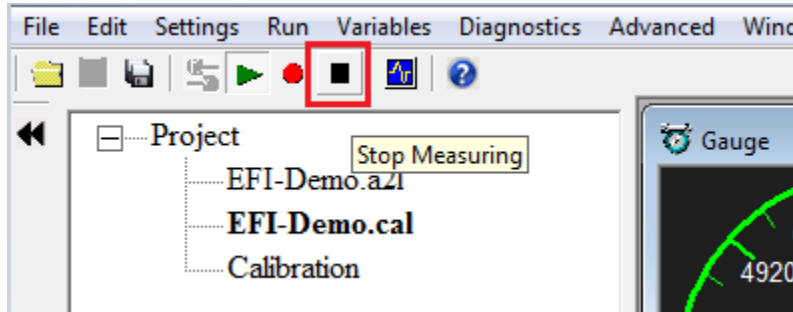 File Edit Settings Run Variables Diagnostics Advanced
Project
Stop Measuring
EFI-Demo.a2l
EFI-Demo.cal
Calibration
Gauge
4920